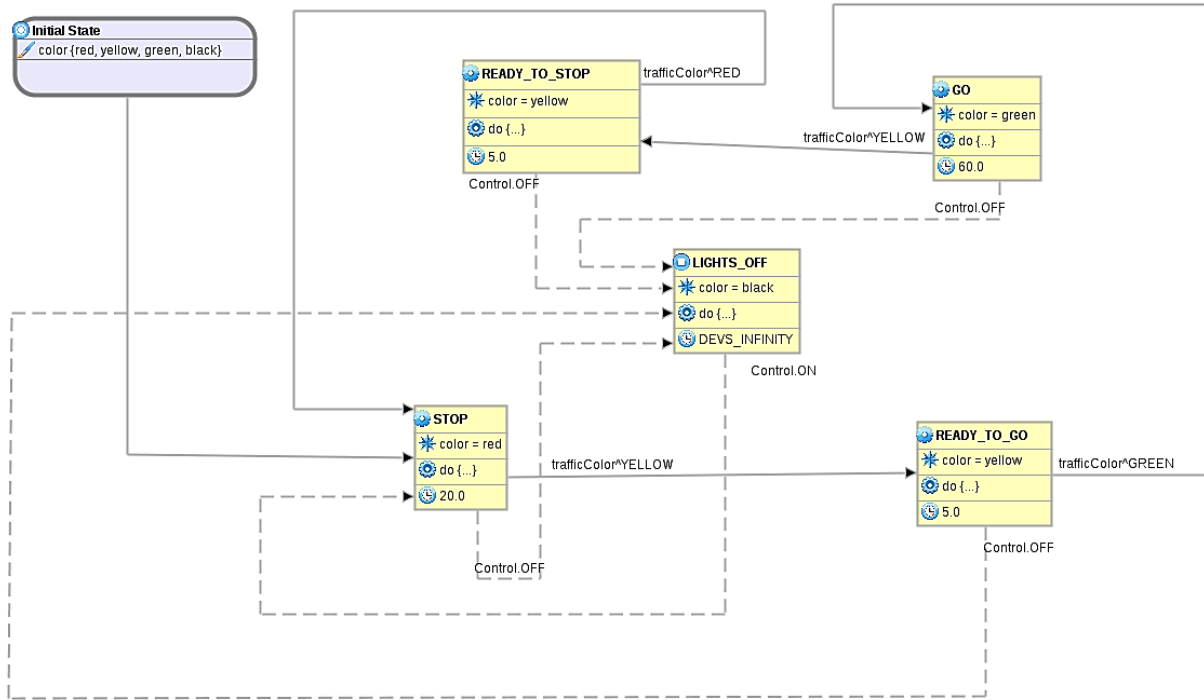 Initial State
color {red, yellow, green, black}
READY_TO_STOP
color = yellow
do {...}
5.0
trafficColor^RED
Control.OFF
GO
color = green
do {...}
60.0
trafficColor^YELLOW
Control.OFF
LIGHTS_OFF
color = black
do {...}
DEVS_INFINITY
Control.ON
STOP
color = red
do {...}
20.0
trafficColor^YELLOW
Control.OFF
READY_TO_GO
color = yellow
do {...}
5.0
trafficColor^GREEN
Control.OFF